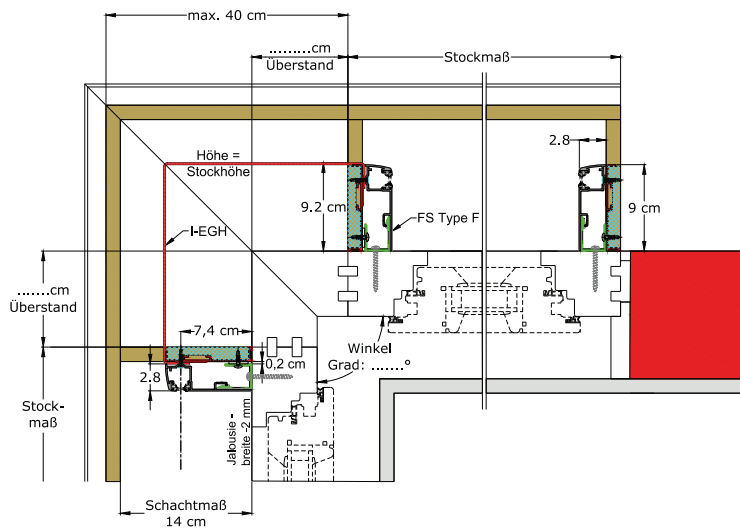 max. 40 cm
.........cm
Überstand
Stockmaß
Höhe =
Stockhöhe
2.8
9.2 cm
FS Type F
9 cm
I-EGH
.......cm
Überstand
7,4 cm
Winkel
Grad: .......°
0,2 cm
2.8
Stock-
maß
Jalousie -
breite -2 mm
Schachtmaß
14 cm